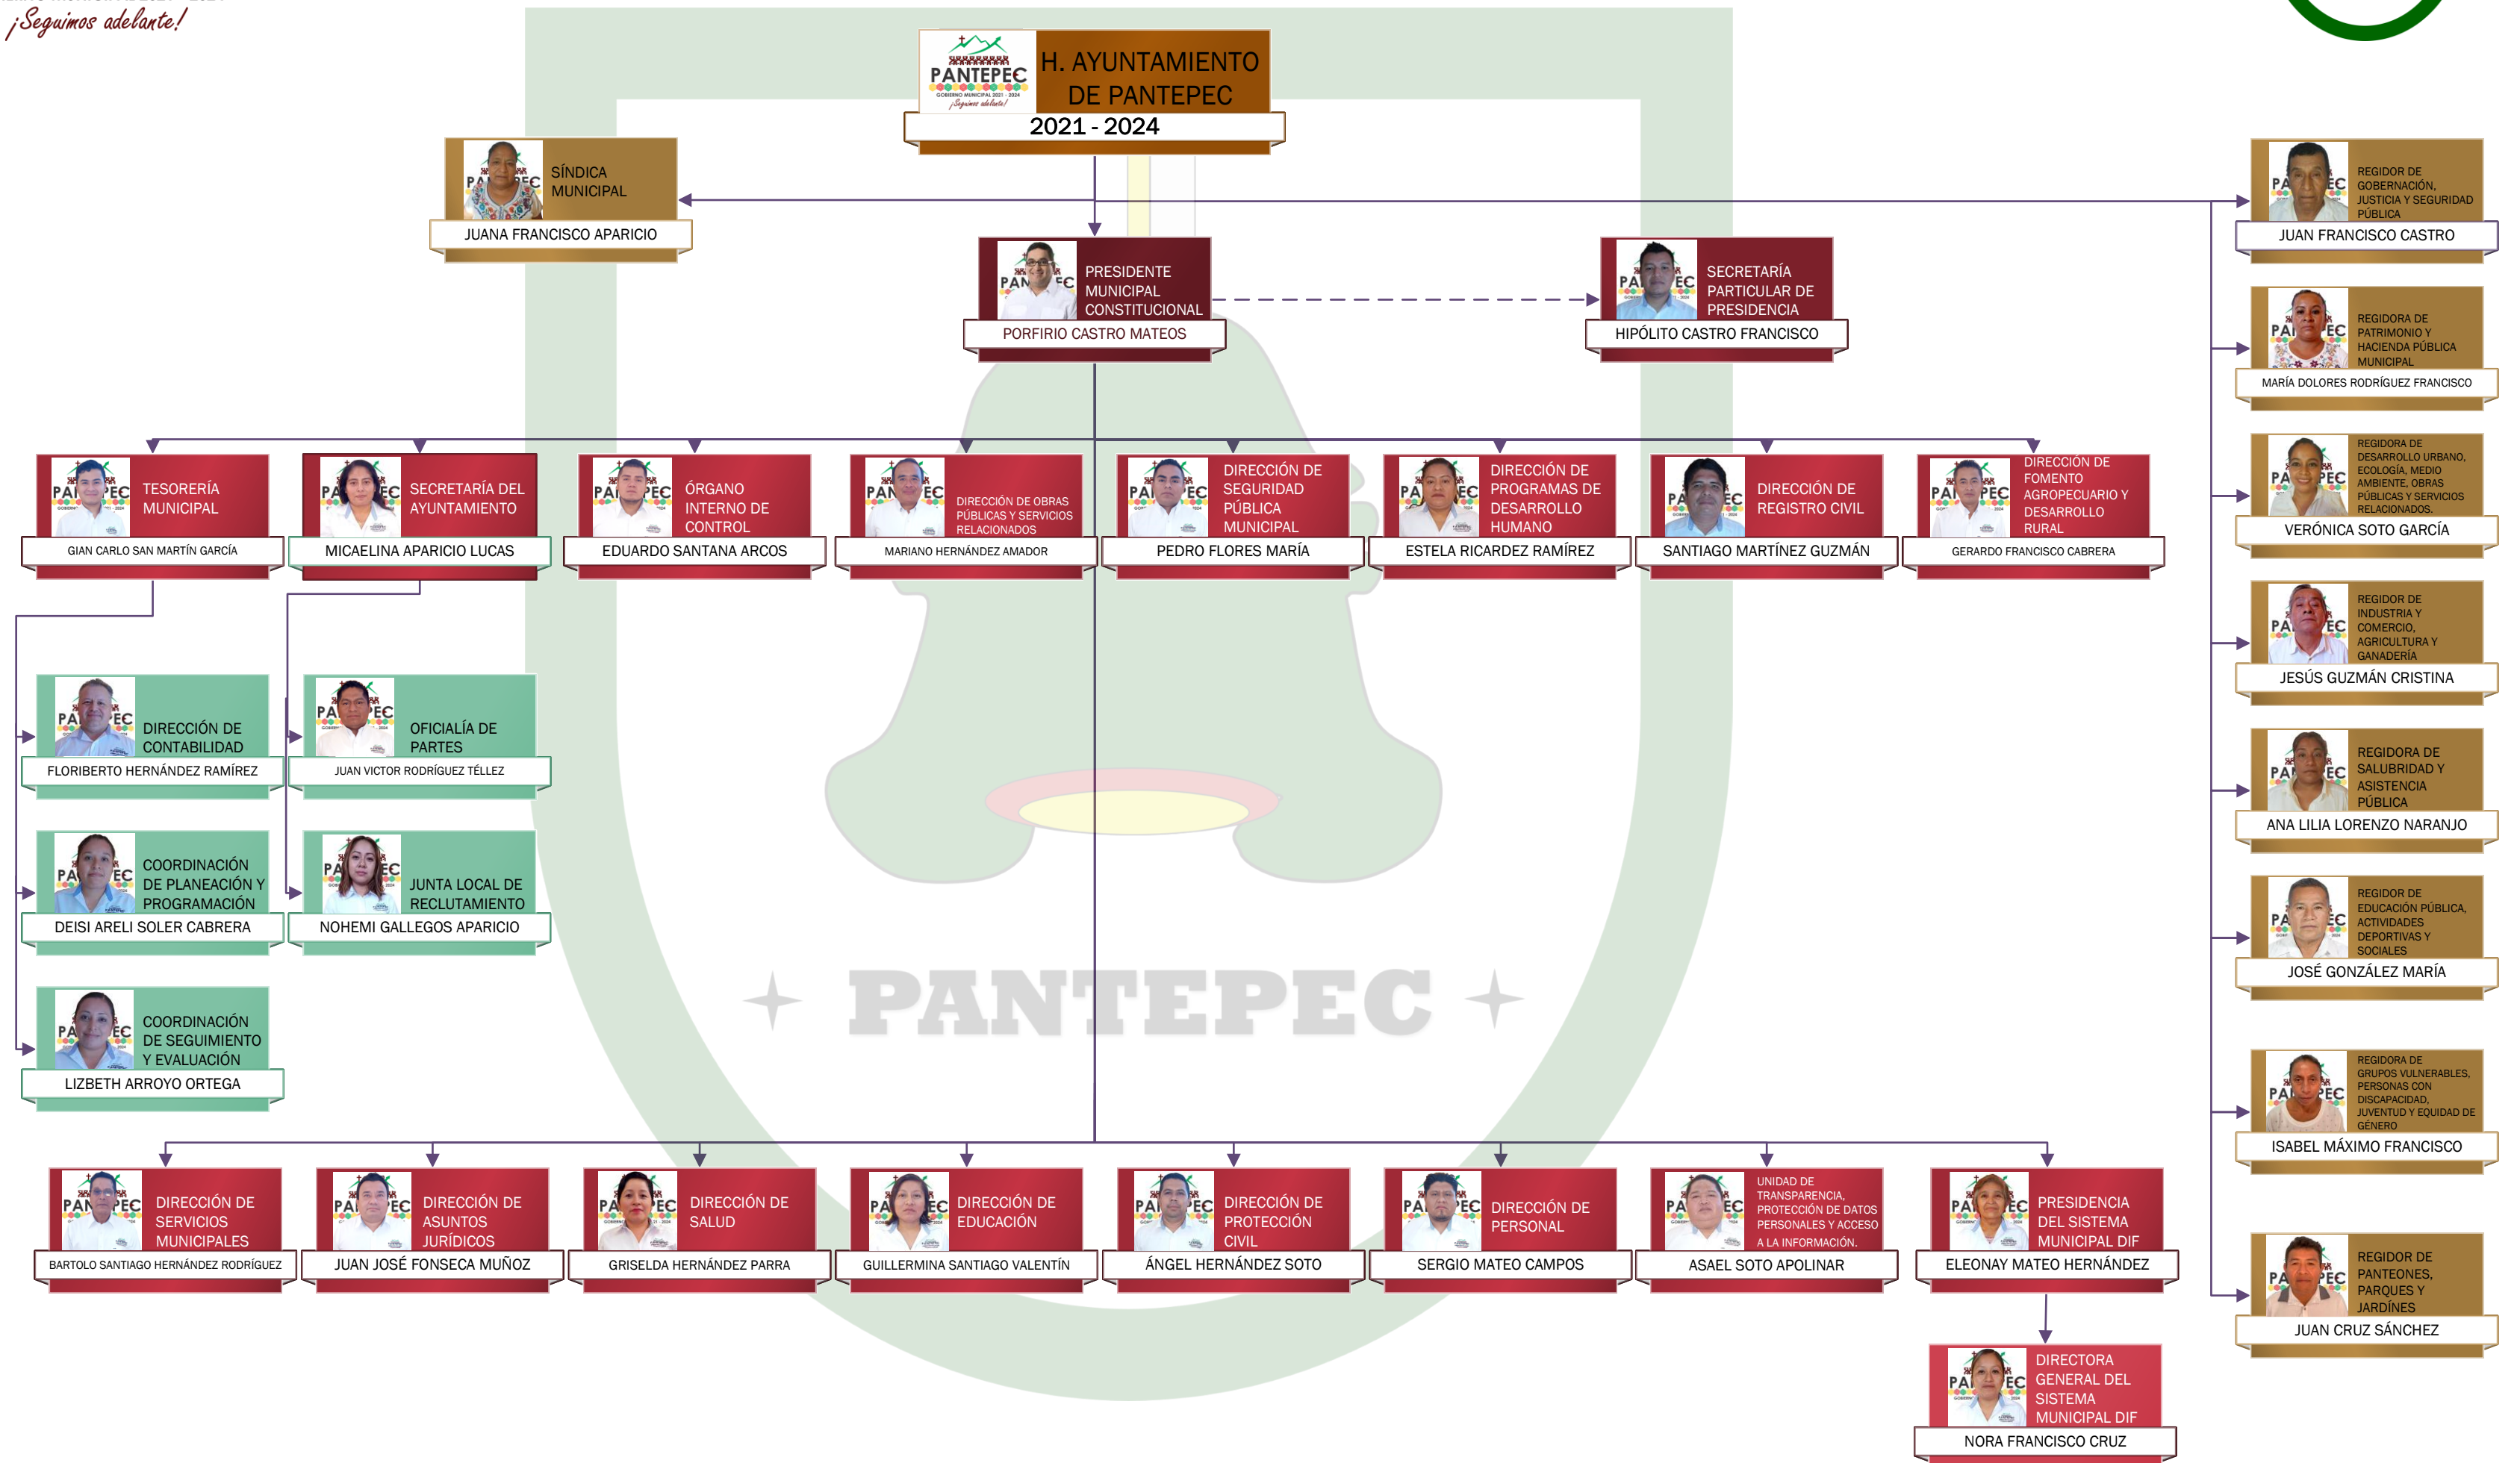 ¡Seguimos adelante!
PANTEPEC
GOBIERNO MUNICIPAL 2021 - 2024
¡Seguimos adelante!
H. AYUNTAMIENTO
DE PANTEPEC
2021 - 2024
SÍNDICA
MUNICIPAL
JUANA FRANCISCO APARICIO
PRESIDENTE
MUNICIPAL
CONSTITUCIONAL
PORFIRIO CASTRO MATEOS
SECRETARÍA
PARTICULAR DE
PRESIDENCIA
HIPÓLITO CASTRO FRANCISCO
REGIDOR DE
GOBERNACIÓN,
JUSTICIA Y SEGURIDAD
PÚBLICA
JUAN FRANCISCO CASTRO
REGIDORA DE
PATRIMONIO Y
HACIENDA PÚBLICA
MUNICIPAL
MARÍA DOLORES RODRÍGUEZ FRANCISCO
REGIDORA DE
DESARROLLO URBANO,
ECOLOGÍA, MEDIO
AMBIENTE, OBRAS
PÚBLICAS Y SERVICIOS
RELACIONADOS.
VERÓNICA SOTO GARCÍA
REGIDOR DE
INDUSTRIA Y
COMERCIO,
AGRICULTURA Y
GANADERÍA
JESÚS GUZMÁN CRISTINA
REGIDORA DE
SALUBRIDAD Y
ASISTENCIA
PÚBLICA
ANA LILIA LORENZO NARANJO
REGIDOR DE
EDUCACIÓN PÚBLICA,
ACTIVIDADES
DEPORTIVAS Y
SOCIALES
JOSÉ GONZÁLEZ MARÍA
REGIDORA DE
GRUPOS VULNERABLES,
PERSONAS CON
DISCAPACIDAD,
JUVENTUD Y EQUIDAD DE
GÉNERO
ISABEL MÁXIMO FRANCISCO
REGIDOR DE
PANTEONES,
PARQUES Y
JARDÍNES
JUAN CRUZ SÁNCHEZ
TESORERÍA
MUNICIPAL
GIAN CARLO SAN MARTÍN GARCÍA
SECRETARÍA DEL
AYUNTAMIENTO
MICAELINA APARICIO LUCAS
ÓRGANO
INTERNO DE
CONTROL
EDUARDO SANTANA ARCOS
DIRECCIÓN DE OBRAS
PÚBLICAS Y SERVICIOS
RELACIONADOS
MARIANO HERNÁNDEZ AMADOR
DIRECCIÓN DE
SEGURIDAD
PÚBLICA
MUNICIPAL
PEDRO FLORES MARÍA
DIRECCIÓN DE
PROGRAMAS DE
DESARROLLO
HUMANO
ESTELA RICARDEZ RAMÍREZ
DIRECCIÓN DE
REGISTRO CIVIL
SANTIAGO MARTÍNEZ GUZMÁN
DIRECCIÓN DE
FOMENTO
AGROPECUARIO Y
DESARROLLO
RURAL
GERARDO FRANCISCO CABRERA
DIRECCIÓN DE
CONTABILIDAD
FLORIBERTO HERNÁNDEZ RAMÍREZ
OFICIALÍA DE
PARTES
JUAN VICTOR RODRÍGUEZ TÉLLEZ
COORDINACIÓN
DE PLANEACIÓN Y
PROGRAMACIÓN
DEISI ARELI SOLER CABRERA
JUNTA LOCAL DE
RECLUTAMIENTO
NOHEMI GALLEGOS APARICIO
COORDINACIÓN
DE SEGUIMIENTO
Y EVALUACIÓN
LIZBETH ARROYO ORTEGA
PANTEPEC
DIRECCIÓN DE
SERVICIOS
MUNICIPALES
BARTOLO SANTIAGO HERNÁNDEZ RODRÍGUEZ
DIRECCIÓN DE
ASUNTOS
JURÍDICOS
JUAN JOSÉ FONSECA MUÑOZ
DIRECCIÓN DE
SALUD
GRISELDA HERNÁNDEZ PARRA
DIRECCIÓN DE
EDUCACIÓN
GUILLERMINA SANTIAGO VALENTÍN
DIRECCIÓN DE
PROTECCIÓN
CIVIL
ÁNGEL HERNÁNDEZ SOTO
DIRECCIÓN DE
PERSONAL
SERGIO MATEO CAMPOS
UNIDAD DE
TRANSPARENCIA,
PROTECCIÓN DE DATOS
PERSONALES Y ACCESO
A LA INFORMACIÓN.
ASAEL SOTO APOLINAR
PRESIDENCIA
DEL SISTEMA
MUNICIPAL DIF
ELEONAY MATEO HERNÁNDEZ
DIRECTORA
GENERAL DEL
SISTEMA
MUNICIPAL DIF
NORA FRANCISCO CRUZ